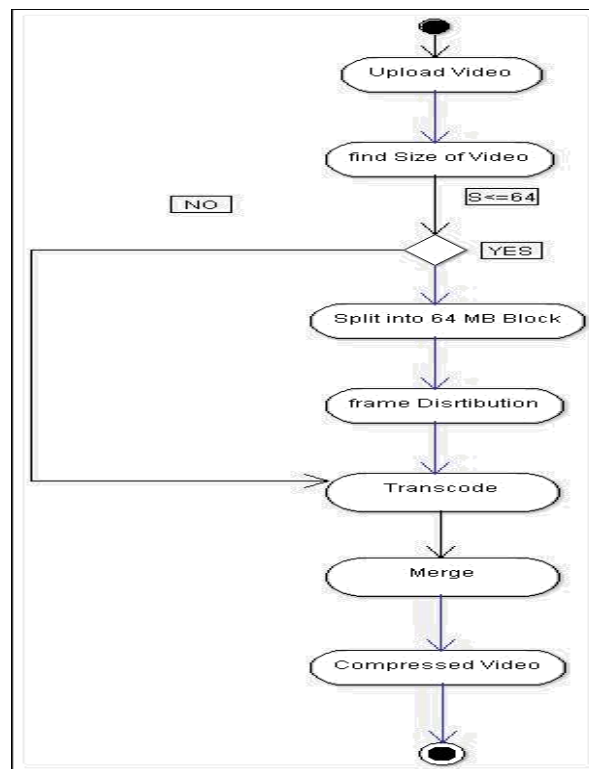 Upload Video
find Size of Video
S<=64
NO
YES
Split into 64 MB Block
frame Disrtibution
Transcode
Merge
Compressed Video